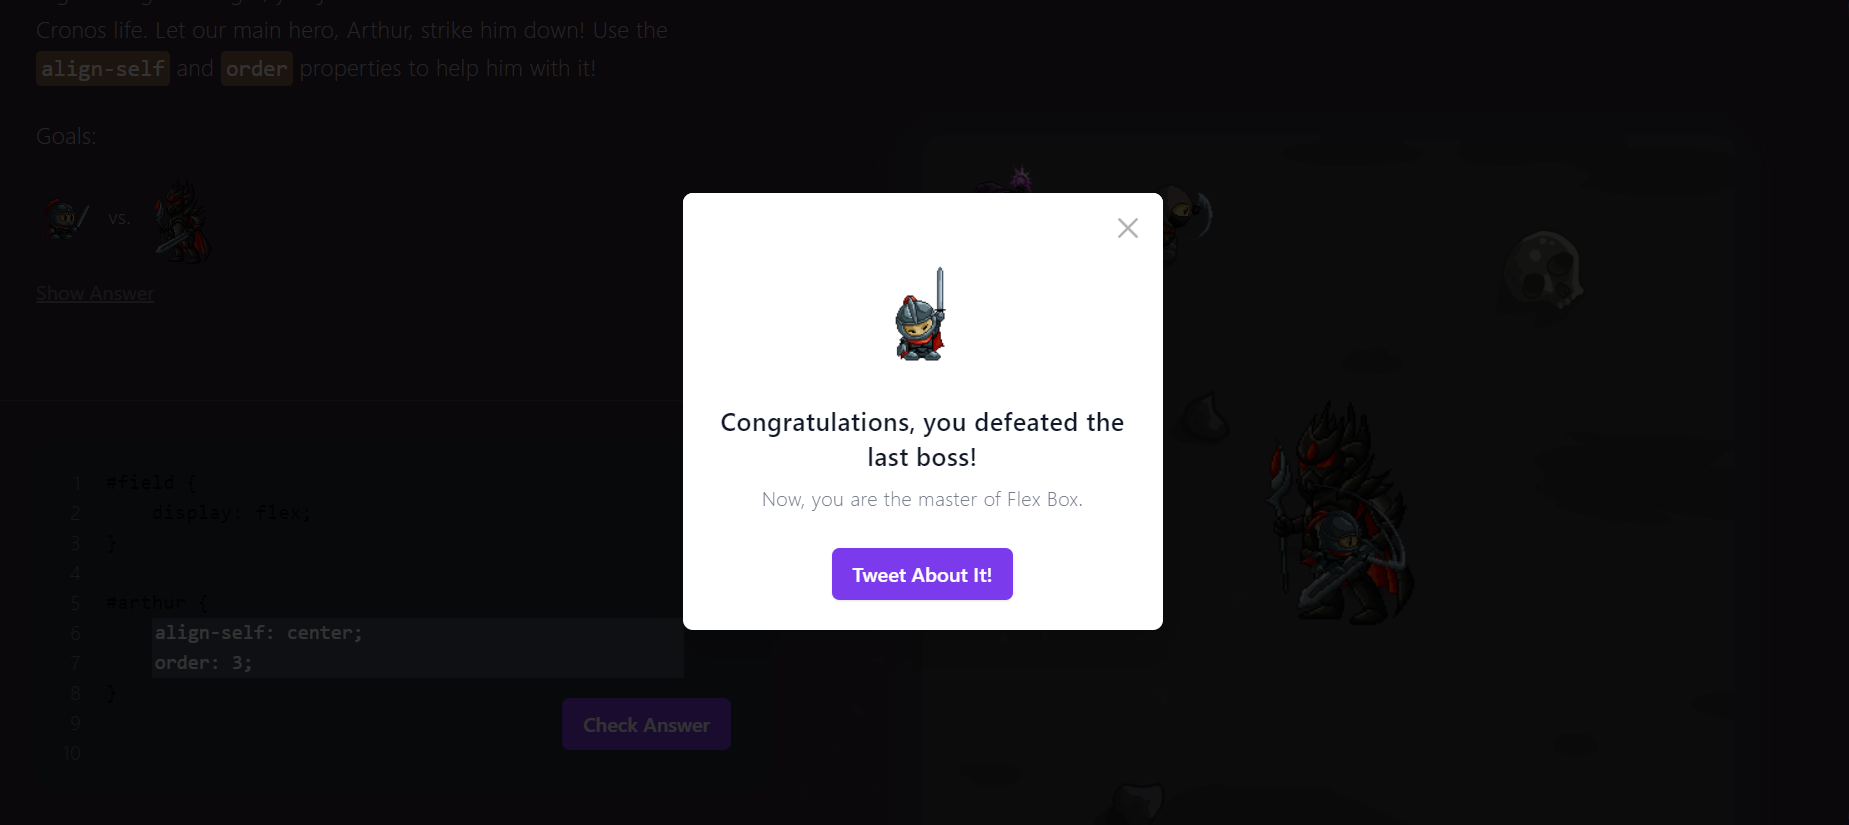 Cronos life. Let our main hero, Arthur, strike him down! Use the
align-self and order properties to help him with it!
Goals:
vs.
Show Answer
Congratulations, you defeated the
last boss!
Now, you are the master of Flex Box.
Tweet About It!
1 #field {
2 display: flex;
3 }
4
5 #arthur {
6 align-self: center;
7 order: 3;
8 }
9
10
Check Answer